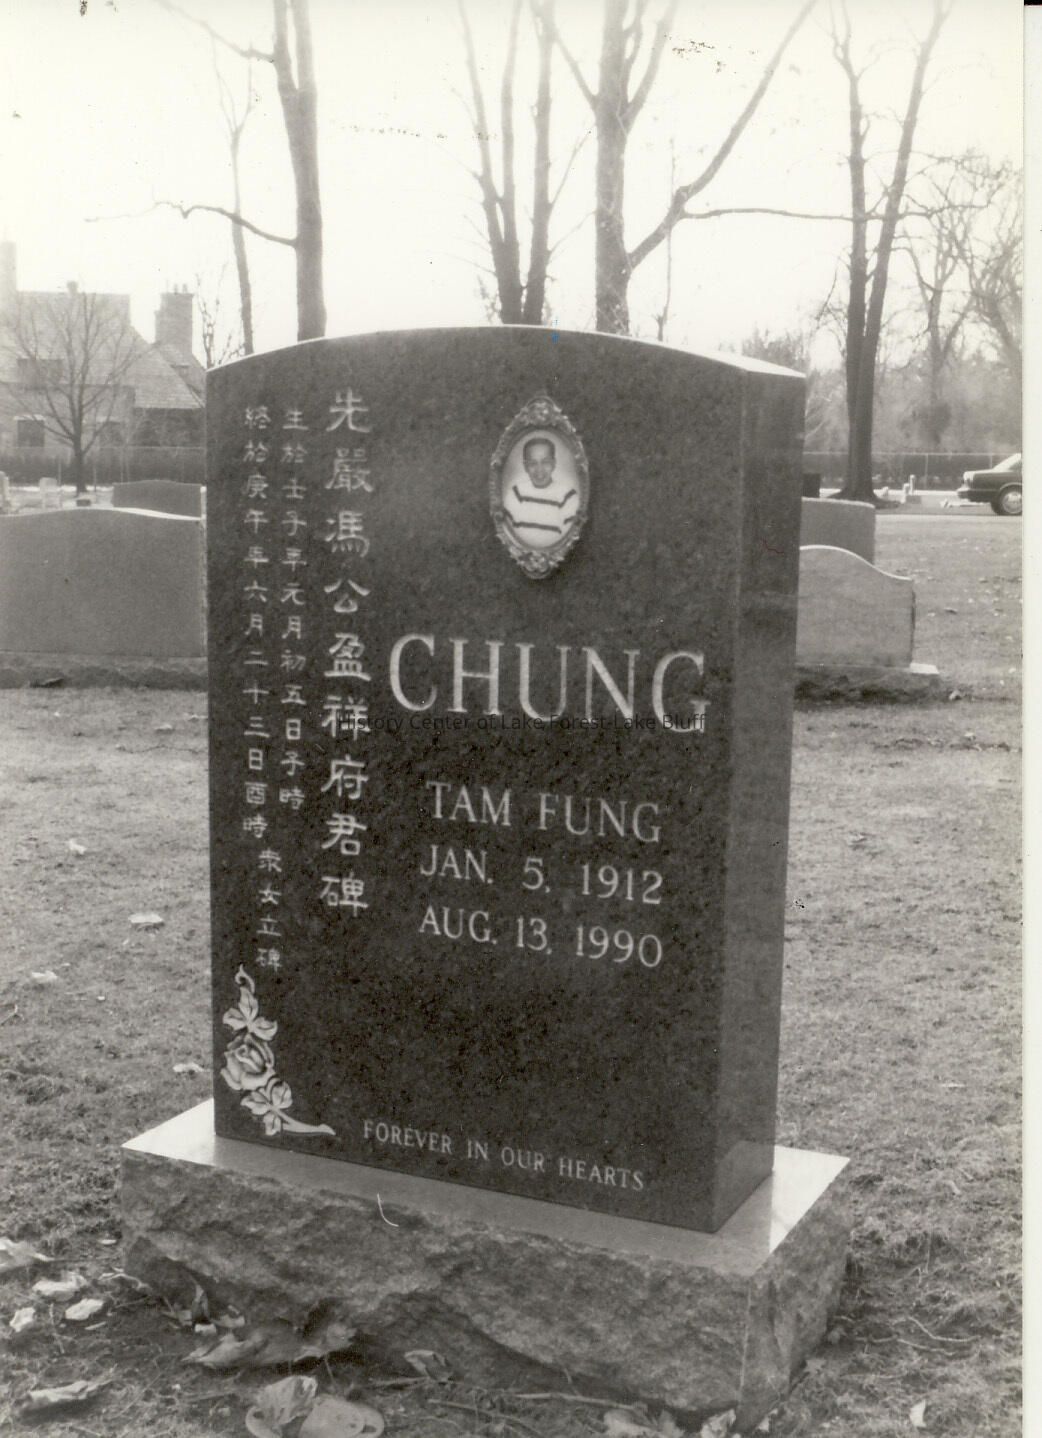 先嚴馮公盈祥府君碑
生於壬子年元月初五日子時
終於庚午年六月二十三日酉時
衆女立碑
CHUNG
History Center of Lake Forest-Lake Bluff
TAM FUNG
JAN. 5, 1912
AUG. 13, 1990
FOREVER IN OUR HEARTS